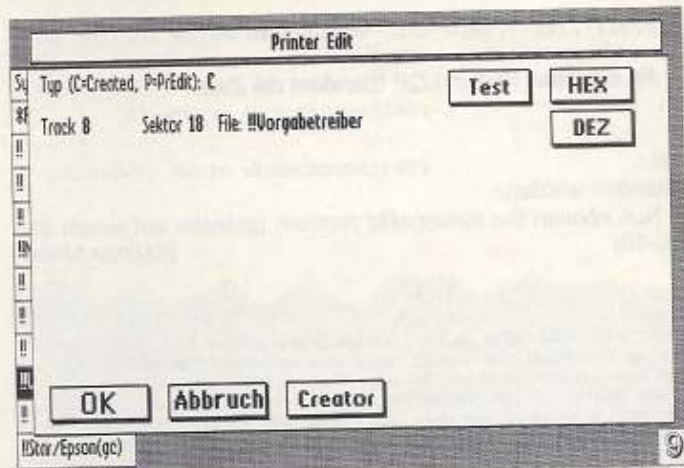 Printer Edit
Typ (C=Created, P=PrEdit): C
Test
HEX
Track 8 Sektor 18 File: !!Vorgabetreiber
DEZ
OK
Abbruch
Creator
!!Star/Epson(gc)
9